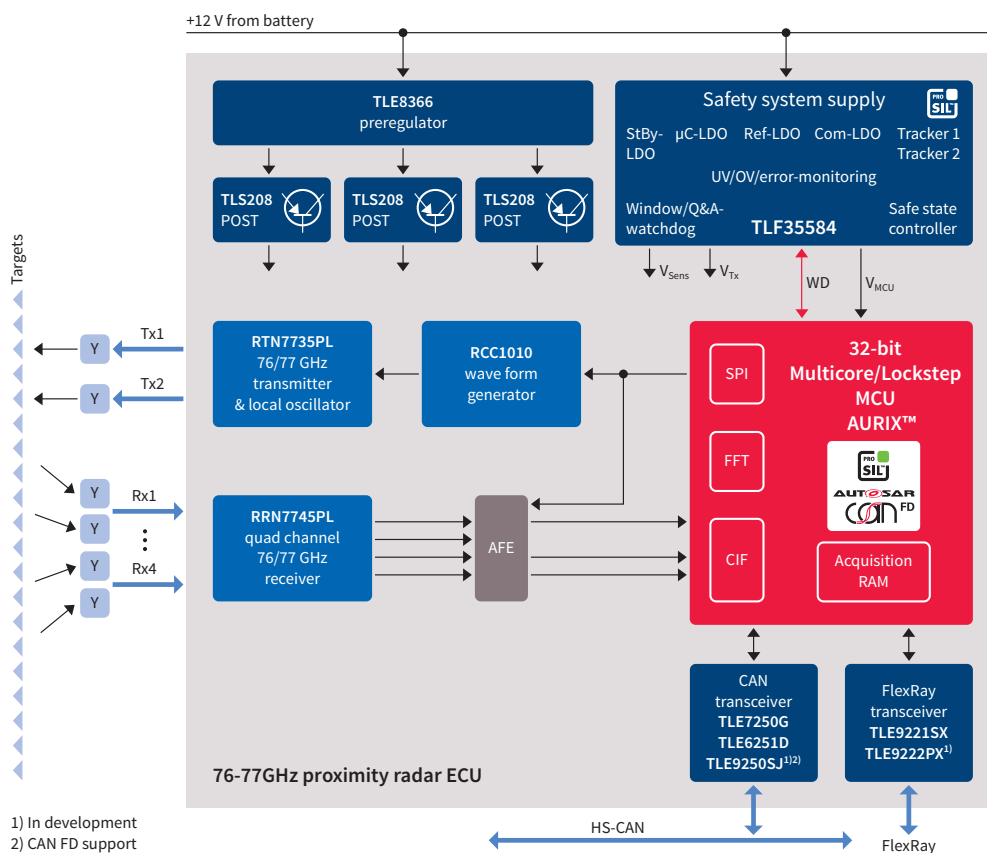 +12 V from battery
TLE8366
preregulator
TLS208
POST
TLS208
POST
TLS208
POST
Safety system supply
PRO
SIL™
StBy-
LDO
µC-LDO
Ref-LDO
Com-LDO
Tracker 1
Tracker 2
UV/OV/error-monitoring
Window/Q&A-
watchdog
TLF35584
Safe state
controller
VSens
VTx
WD
VMCU
Targets
Tx1
Y
Tx2
Y
RTN7735PL
76/77 GHz
transmitter
& local oscillator
RCC1010
wave form
generator
SPI
FFT
CIF
32-bit
Multicore/Lockstep
MCU
AURIX™
PRO
SIL™
AUTOSAR
CAN FD
Acquisition
RAM
Y
Rx1
Y
Y
Rx4
Y
RRN7745PL
quad channel
76/77 GHz
receiver
AFE
CAN
transceiver
TLE7250G
TLE6251D
TLE9250SJ1)2)
FlexRay
transceiver
TLE9221SX
TLE9222PX1)
76-77GHz proximity radar ECU
HS-CAN
FlexRay
1) In development
2) CAN FD support